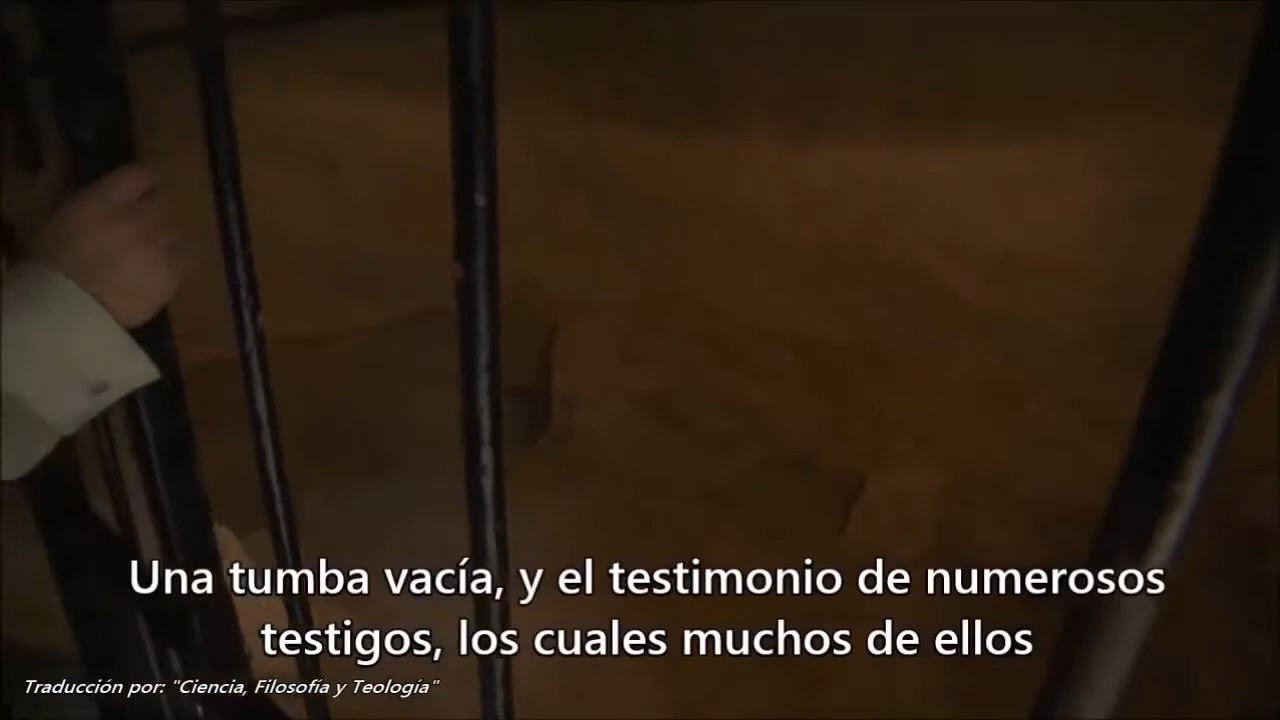 Una tumba vacía, y el testimonio de numerosos
testigos, los cuales muchos de ellos
Traducción por: "Ciencia, Filosofía y Teología"